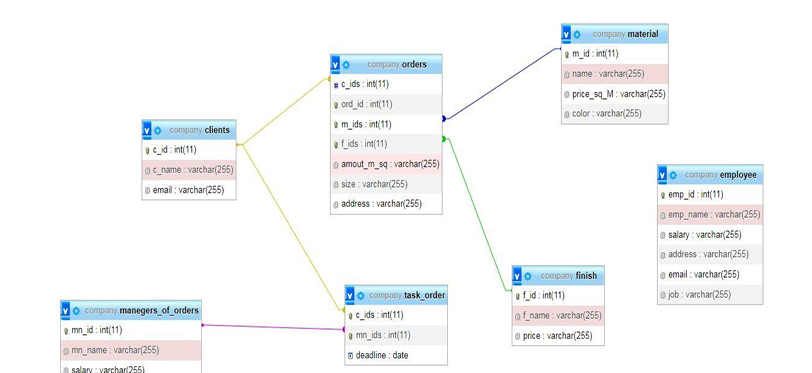 company material
m_id : int(11)
name : varchar(255)
price_sq_M : varchar(255)
color : varchar(255)
company orders
c_ids : int(11)
ord_id : int(11)
m_ids : int(11)
f_ids : int(11)
amout_m_sq : varchar(255)
size : varchar(255)
address : varchar(255)
company clients
c_id : int(11)
c_name : varchar(255)
email : varchar(255)
company employee
emp_id : int(11)
emp_name : varchar(255)
salary : varchar(255)
address : varchar(255)
email : varchar(255)
job : varchar(255)
company finish
f_id : int(11)
f_name : varchar(255)
price : varchar(255)
company task_order
c_ids : int(11)
mn_ids : int(11)
deadline : date
company manegers_of_orders
mn_id : int(11)
mn_name : varchar(255)
salary : varchar(255)